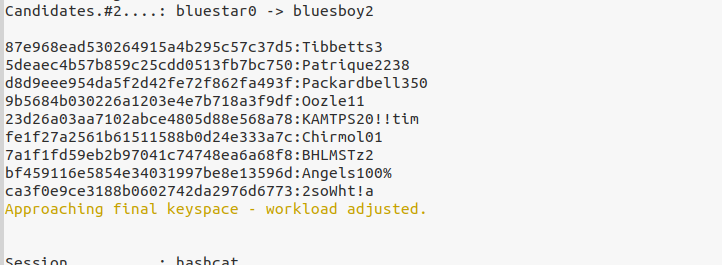 Candidates.#2....: bluestar0 -> bluesboy2
87e968ead530264915a4b295c57c37d5:Tibbetts3
5deaec4b57b859c25cdd0513fb7bc750:Patrique2238
d8d9eee954da5f2d42fe72f862fa493f:Packardbell350
9b5684b030226a1203e4e7b718a3f9df:Oozle11
23d26a03aa7102abce4805d88e568a78:KAMTPS20!!tim
fe1f27a2561b61511588b0d24e333a7c:Chirmol01
7a1f1fd59eb2b97041c74748ea6a68f8:BHLMSTz2
bf459116e5854e34031997be8e13596d:Angels100%
ca3f0e9ce3188b0602742da2976d6773:2soWht!a
Approaching final keyspace - workload adjusted.
Session..........: hashcat